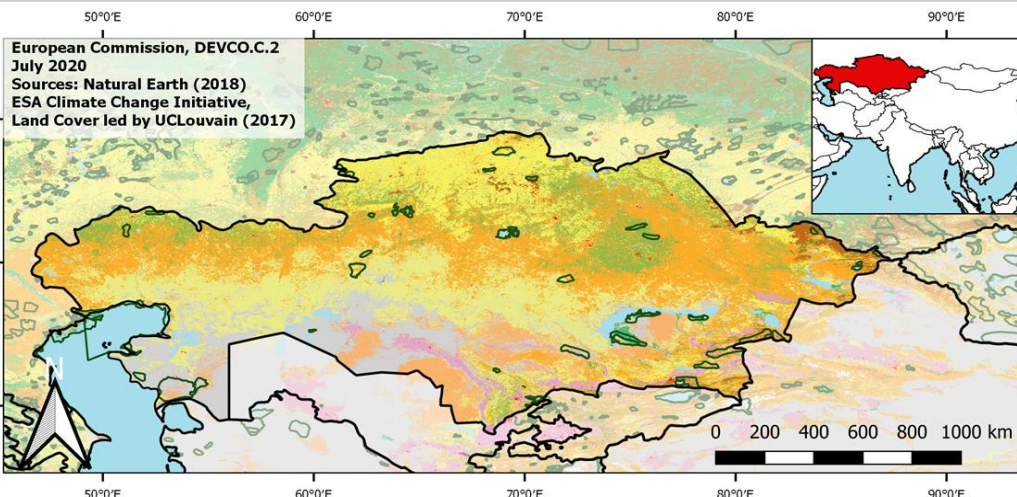 50°0'E 60°0'E 70°0'E 80°0'E 90°0'E
European Commission, DEVCO.C.2
July 2020
Sources: Natural Earth (2018)
ESA Climate Change Initiative,
Land Cover led by UCLouvain (2017)
N
0 200 400 600 800 1000 km
50°0'E 60°0'E 70°0'E 80°0'E 90°0'E